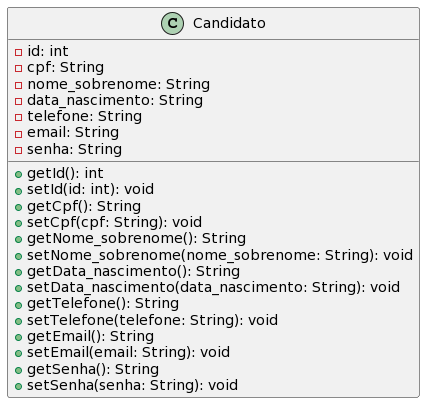 C Candidato
id: int
cpf: String
nome_sobrenome: String
data_nascimento: String
telefone: String
email: String
senha: String
getId(): int
setId(id: int): void
getCpf(): String
setCpf(cpf: String): void
getNome_sobrenome(): String
setNome_sobrenome(nome_sobrenome: String): void
getData_nascimento(): String
setData_nascimento(data_nascimento: String): void
getTelefone(): String
setTelefone(telefone: String): void
getEmail(): String
setEmail(email: String): void
getSenha(): String
setSenha(senha: String): void